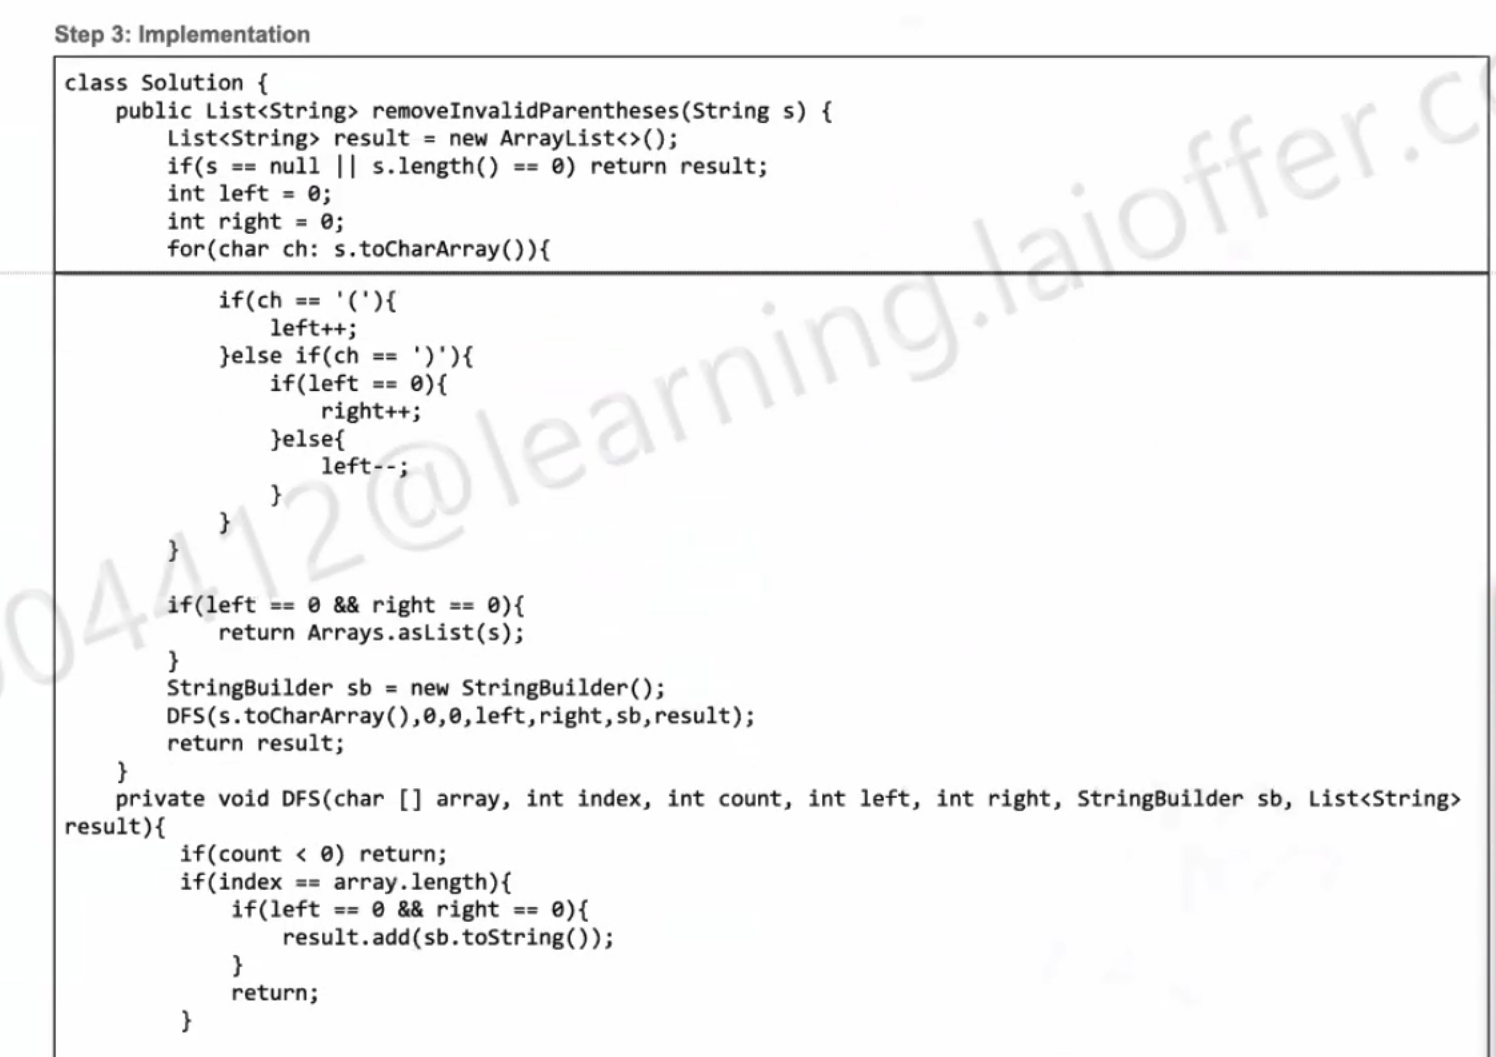 Step 3: Implementation
class Solution {
    public List<String> removeInvalidParentheses(String s) {
        List<String> result = new ArrayList<>();
        if(s == null || s.length() == 0) return result;
        int left = 0;
        int right = 0;
        for(char ch: s.toCharArray()){
            if(ch == '('){
                left++;
            }else if(ch == ')'){
                if(left == 0){
                    right++;
                }else{
                    left--;
                }
            }
        }
        if(left == 0 && right == 0){
            return Arrays.asList(s);
        }
        StringBuilder sb = new StringBuilder();
        DFS(s.toCharArray(),0,0,left,right,sb,result);
        return result;
    }
    private void DFS(char [] array, int index, int count, int left, int right, StringBuilder sb, List<String>
result){
         if(count < 0) return;
         if(index == array.length){
             if(left == 0 && right == 0){
                 result.add(sb.toString());
             }
             return;
         }
04412@learning.laioffer.c